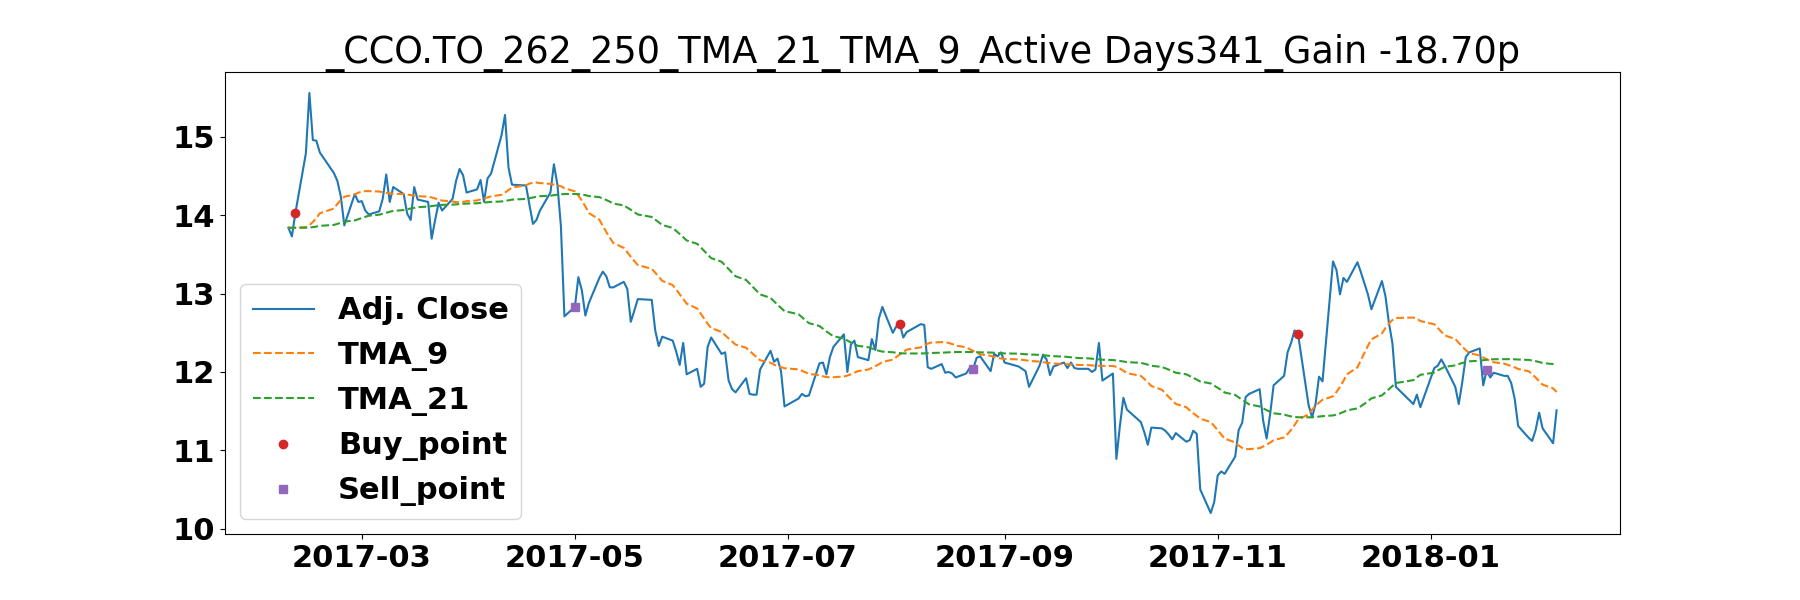 _CCO.TO_262_250_TMA_21_TMA_9_Active Days341_Gain -18.70p
15
14
13
12
11
10
Adj. Close
TMA_9
TMA_21
Buy_point
Sell_point
2017-03 2017-05 2017-07 2017-09 2017-11 2018-01